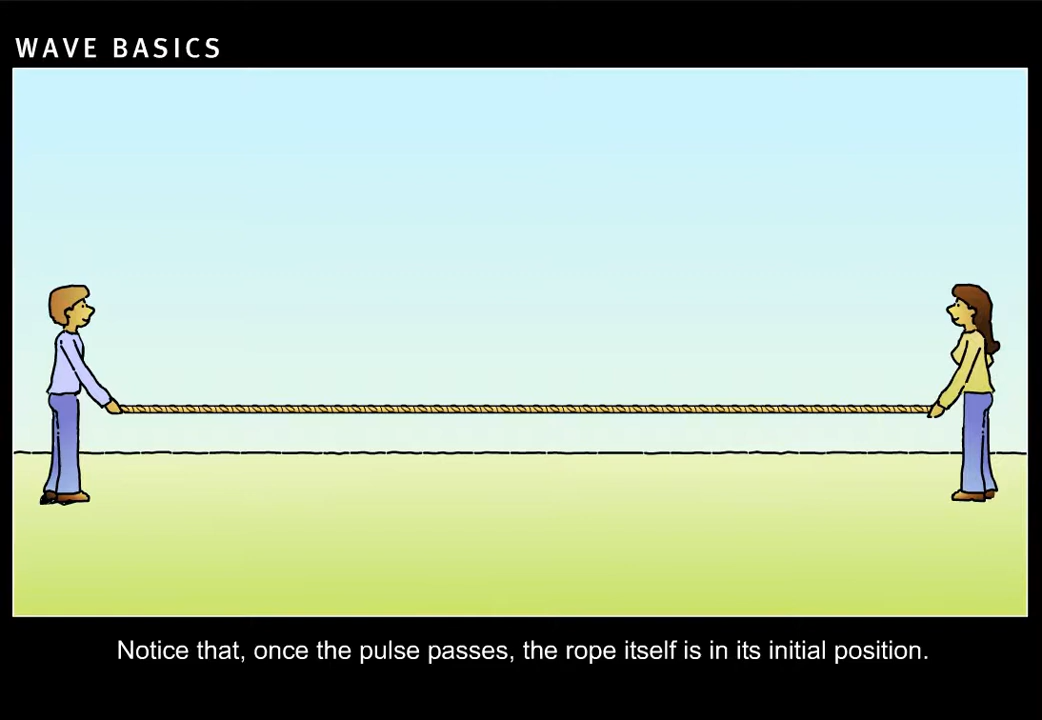 WAVE BASICS
Notice that, once the pulse passes, the rope itself is in its initial position.